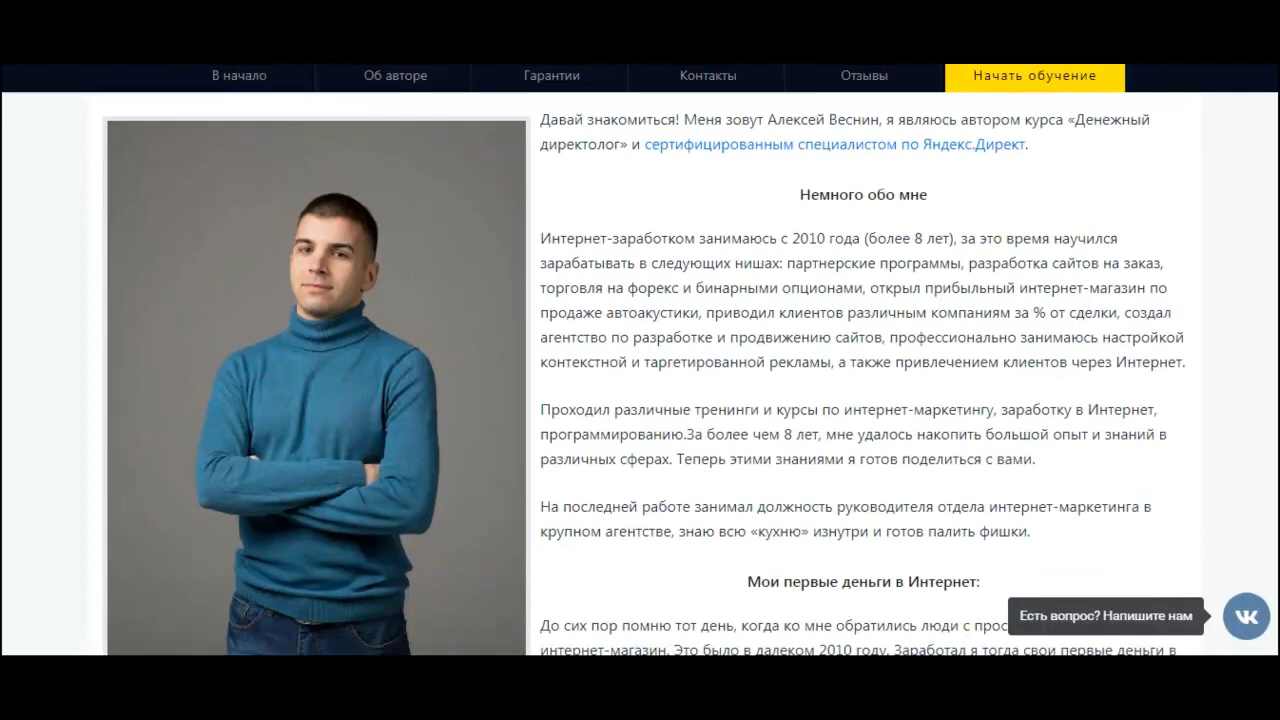 В начало
Об авторе
Гарантии
Контакты
Отзывы
Начать обучение
Давай знакомиться! Меня зовут Алексей Веснин, я являюсь автором курса «Денежный
директолог» и сертифицированным специалистом по Яндекс.Директ.
Немного обо мне
Интернет-заработком занимаюсь с 2010 года (более 8 лет), за это время научился
зарабатывать в следующих нишах: партнерские программы, разработка сайтов на заказ,
торговля на форекс и бинарными опционами, открыл прибыльный интернет-магазин по
продаже автоакустики, приводил клиентов различным компаниям за % от сделки, создал
агентство по разработке и продвижению сайтов, профессионально занимаюсь настройкой
контекстной и таргетированной рекламы, а также привлечением клиентов через Интернет.
Проходил различные тренинги и курсы по интернет-маркетингу, заработку в Интернет,
программированию.За более чем 8 лет, мне удалось накопить большой опыт и знаний в
различных сферах. Теперь этими знаниями я готов поделиться с вами.
На последней работе занимал должность руководителя отдела интернет-маркетинга в
крупном агентстве, знаю всю «кухню» изнутри и готов палить фишки.
Мои первые деньги в Интернет:
До сих пор помню тот день, когда ко мне обратились люди с
интернет-магазин. Это было в далеком 2010 году. Заработал я тогда свои первые деньги в
Есть вопрос? Напишите нам